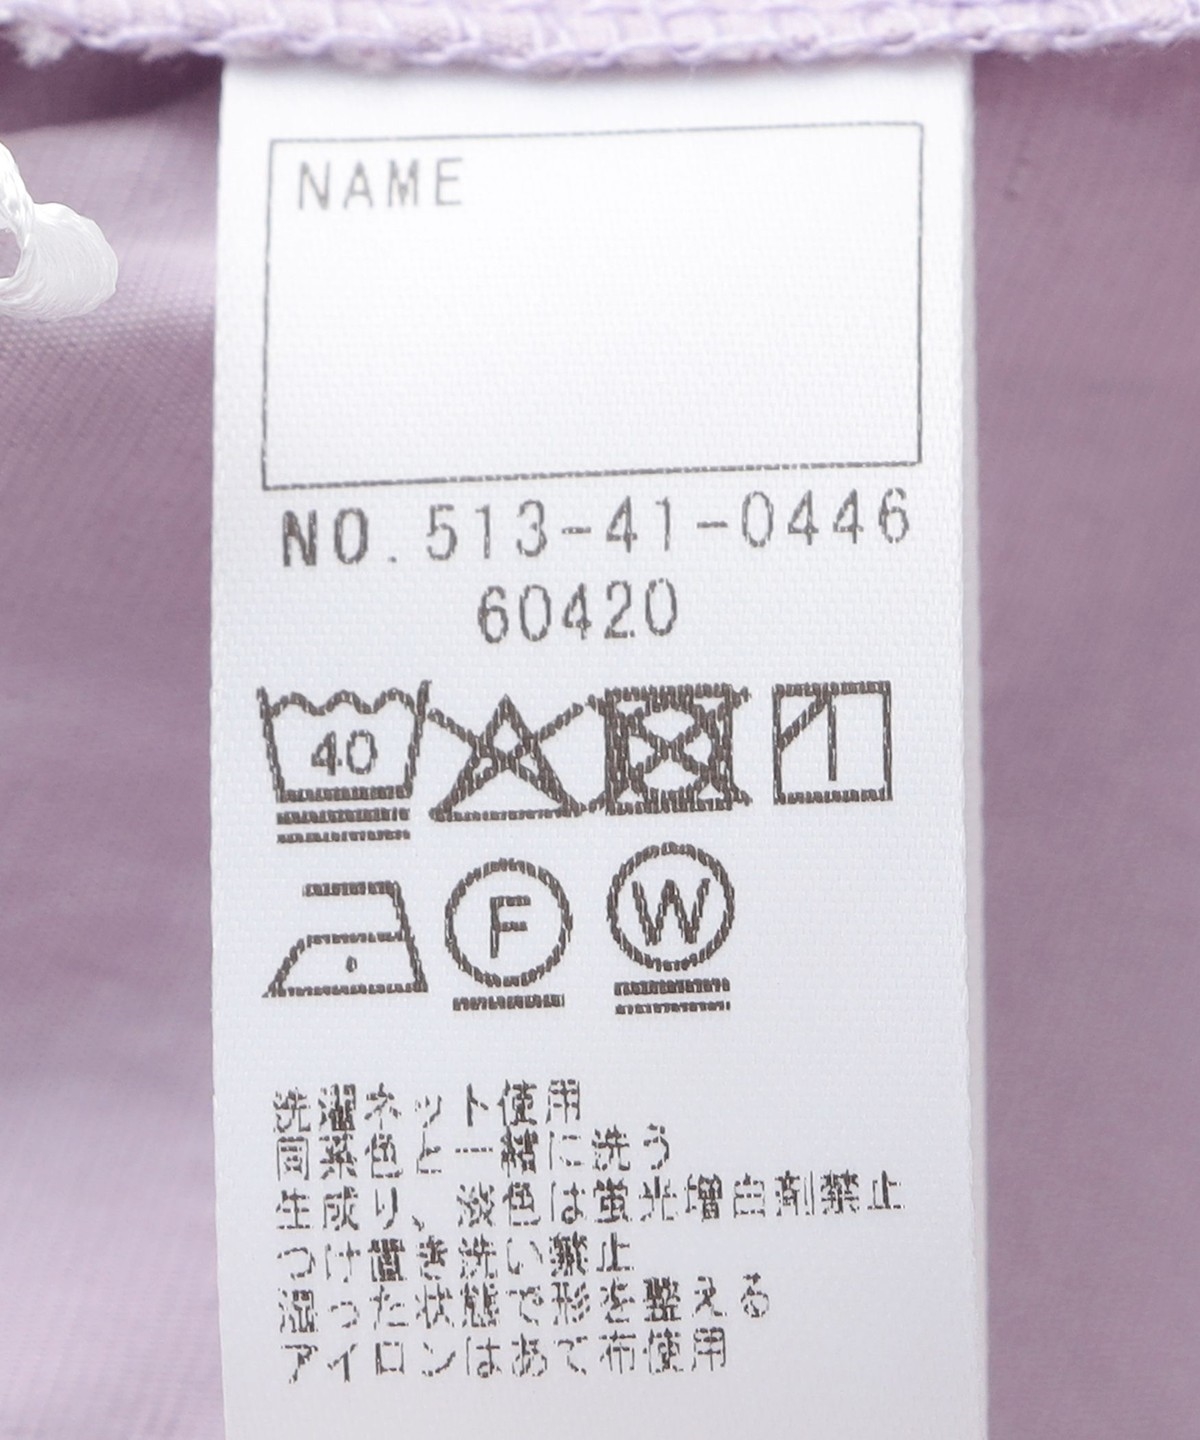 NAME
NO. 513-41-0446
60420
40
F W
洗濯ネット使用
同系色と一緒に洗う
生成り、淡色は蛍光増白剤禁止
つけ置き洗い禁止
湿った状態で形を整える
アイロンはあて布使用